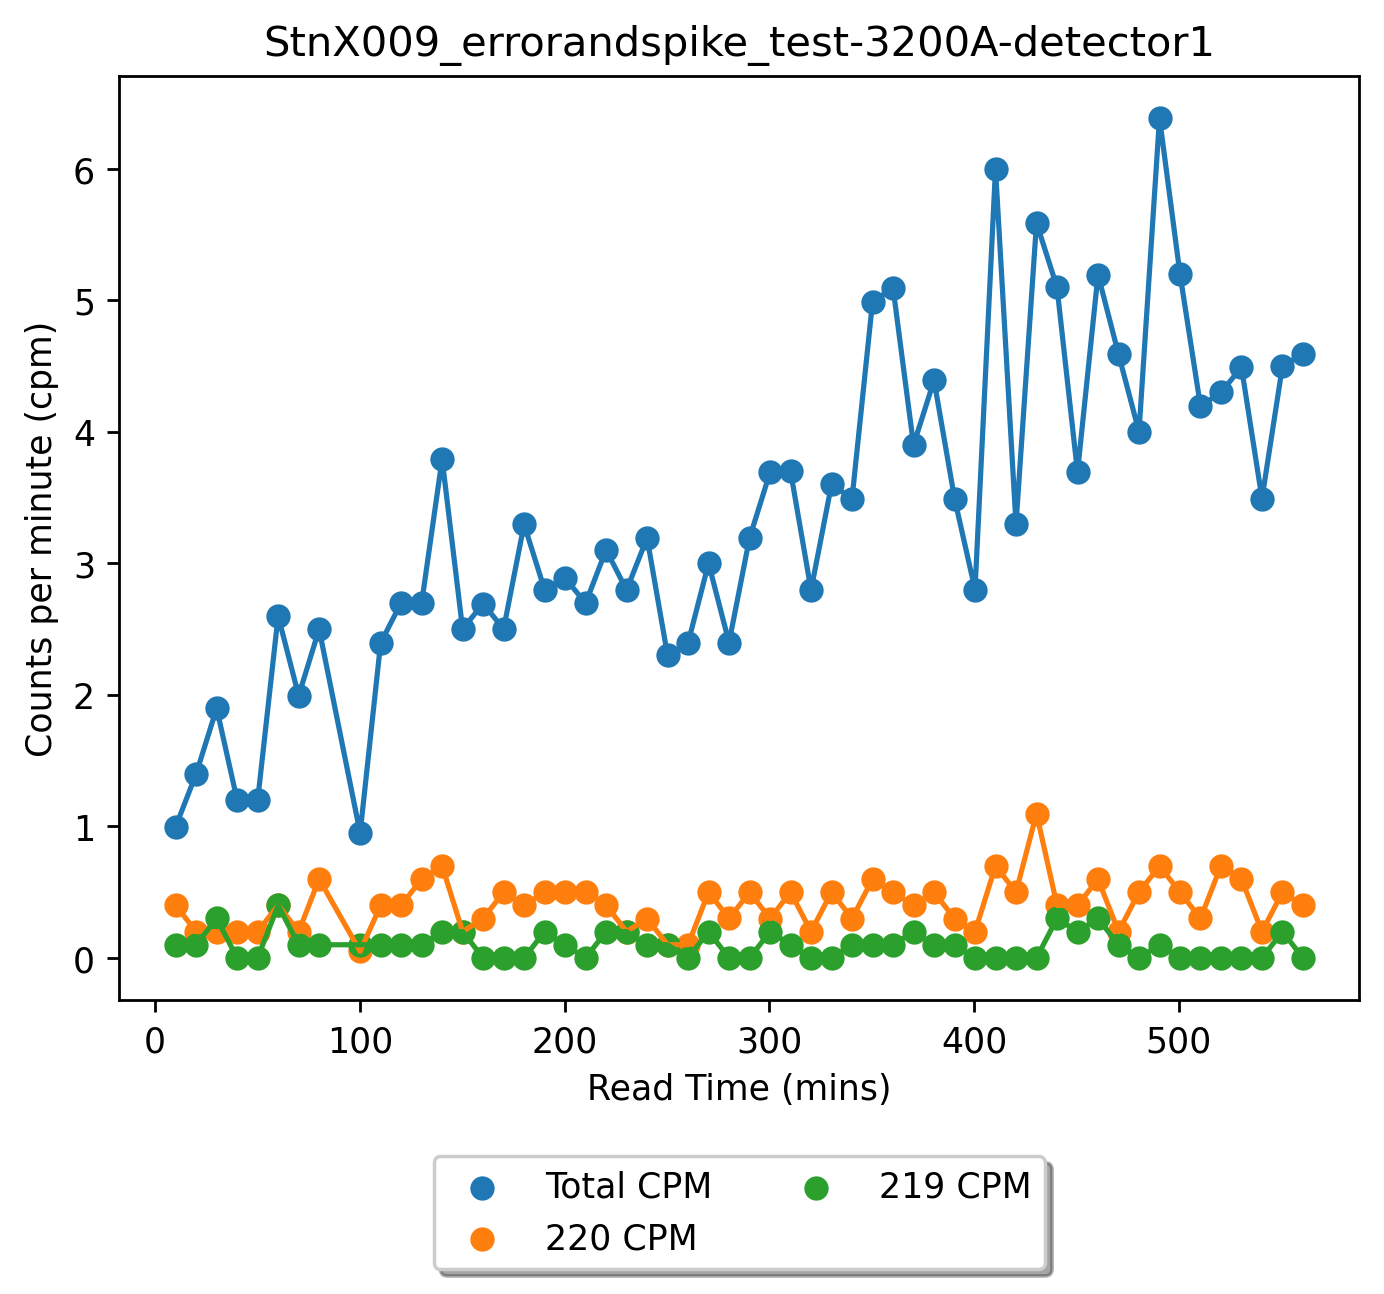 StnX009_errorandspike_test-3200A-detector1
6
5
4
3
2
1
0
Counts per minute (cpm)
0 100 200 300 400 500
Read Time (mins)
Total CPM 219 CPM
220 CPM